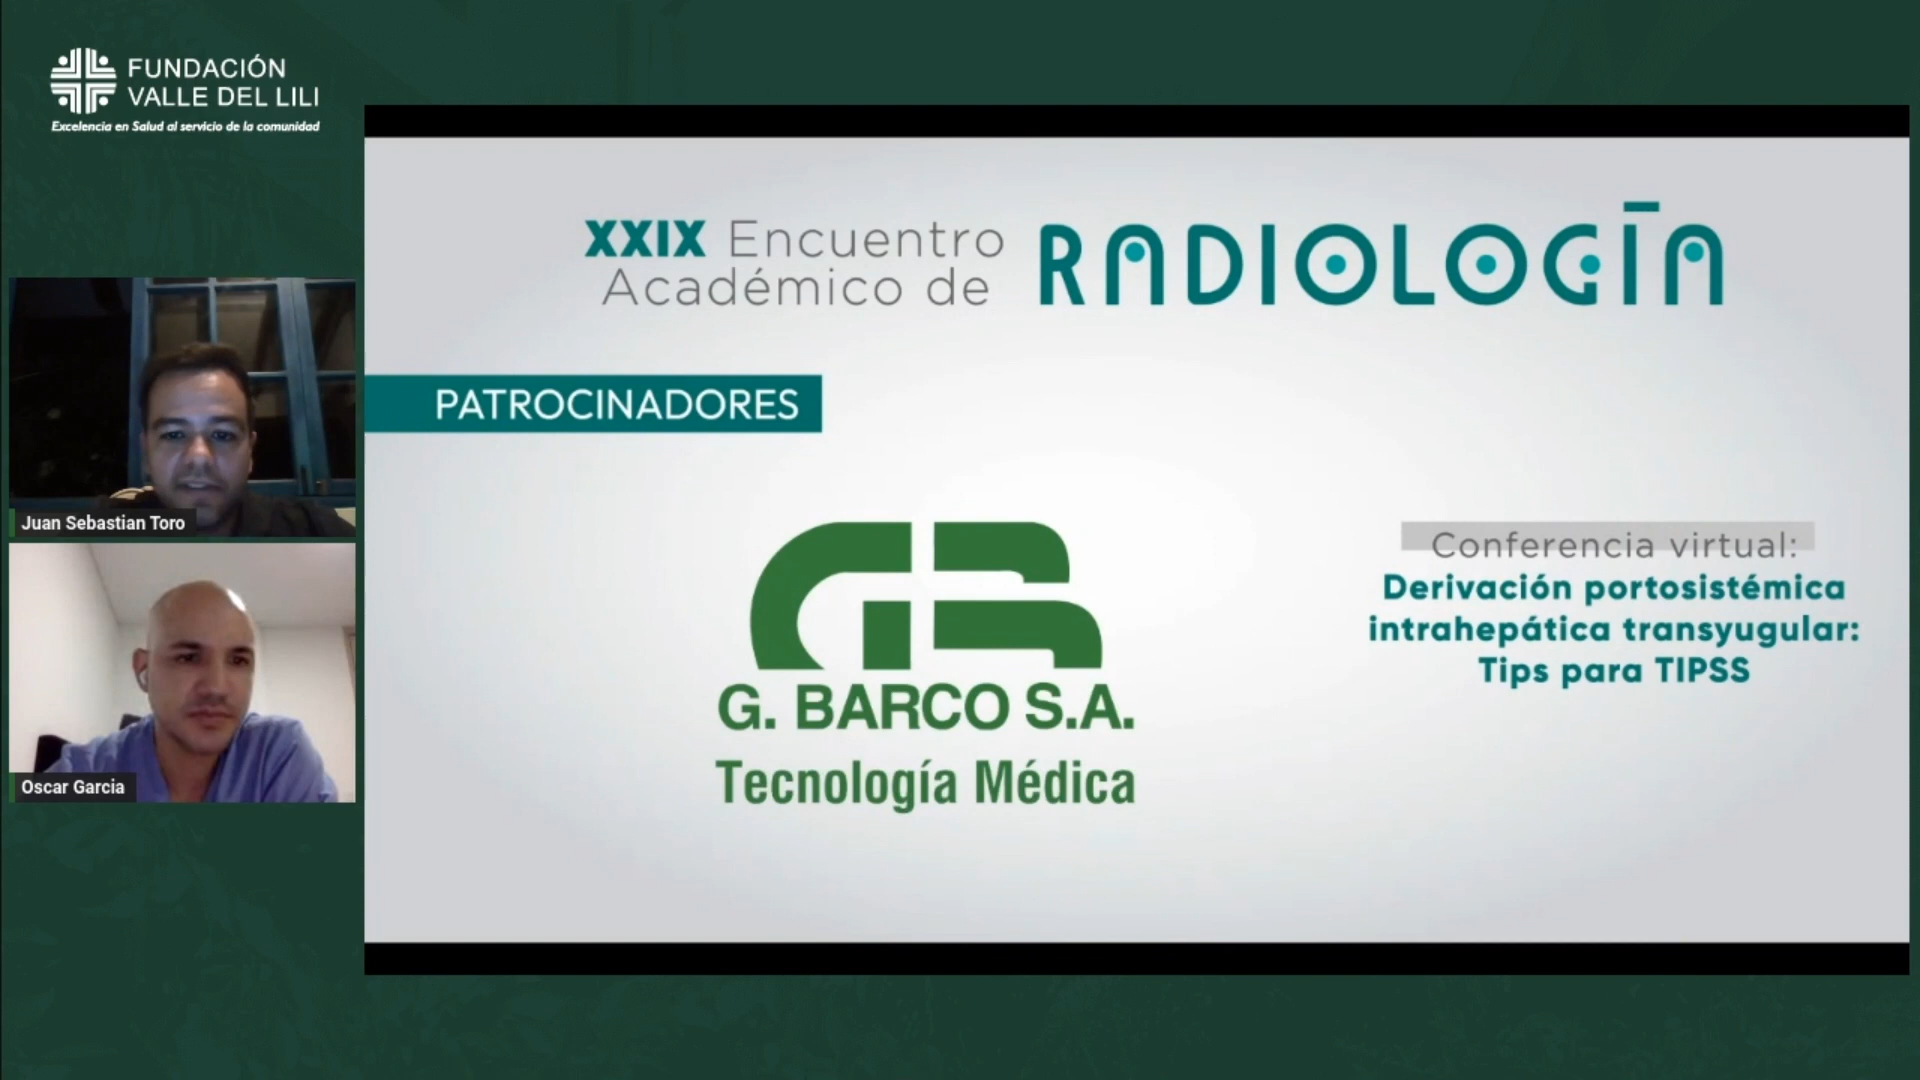 FUNDACIÓN
VALLE DEL LILI
Excelencia en Salud al servicio de la comunidad
XXIX Encuentro
Académico de
RADIOLOGÍA
PATROCINADORES
Juan Sebastian Toro
Oscar Garcia
GB
G. BARCO S.A.
Tecnología Médica
Conferencia virtual:
Derivación portosistémica
intrahepática transyugular:
Tips para TIPSS